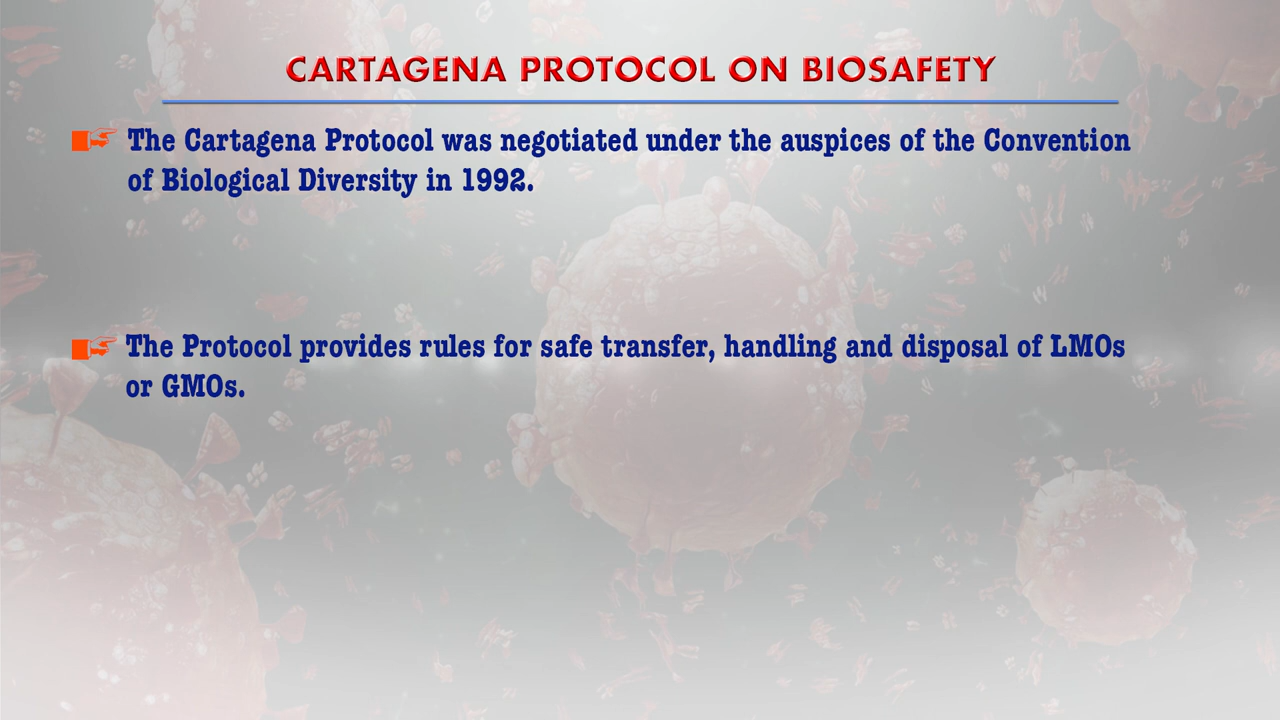 CARTAGENA PROTOCOL ON BIOSAFETY
The Cartagena Protocol was negotiated under the auspices of the Convention
of Biological Diversity in 1992.
The Protocol provides rules for safe transfer, handling and disposal of LMOs
or GMOs.